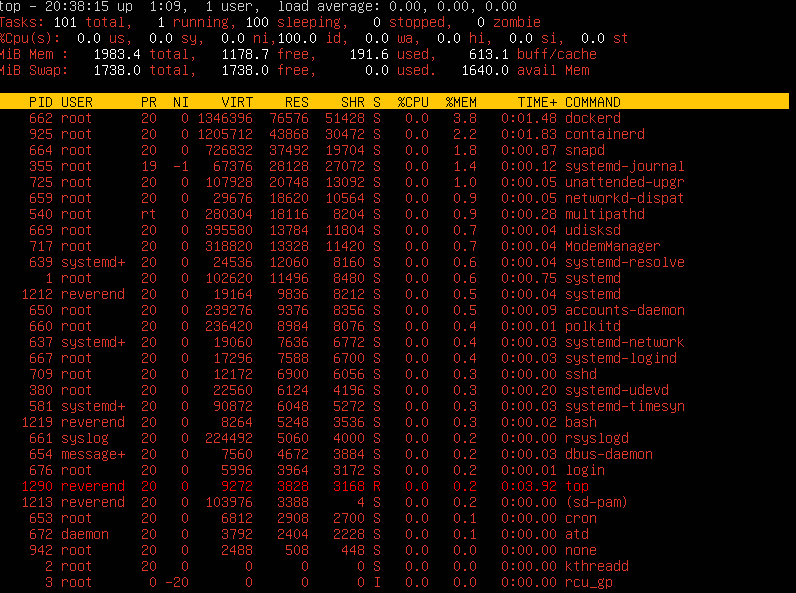 top - 20:38:15 up  1:09,  1 user,  load average: 0.00, 0.00, 0.00
Tasks: 101 total,   1 running, 100 sleeping,   0 stopped,   0 zombie
%Cpu(s):  0.0 us,  0.0 sy,  0.0 ni,100.0 id,  0.0 wa,  0.0 hi,  0.0 si,  0.0 st
MiB Mem :   1983.4 total,   1178.7 free,    191.6 used,    613.1 buff/cache
MiB Swap:   1738.0 total,   1738.0 free,      0.0 used.   1640.0 avail Mem
PID USER      PR  NI    VIRT    RES    SHR S  %CPU  %MEM     TIME+ COMMAND
662 root      20   0 1346396  76576  51428 S   0.0   3.8   0:01.48 dockerd
925 root      20   0 1205712  43868  30472 S   0.0   2.2   0:01.83 containerd
664 root      20   0  726832  37492  19704 S   0.0   1.8   0:00.87 snapd
355 root      19  -1   67376  28128  27072 S   0.0   1.4   0:00.12 systemd-journal
725 root      20   0  107928  20748  13092 S   0.0   1.0   0:00.05 unattended-upgr
659 root      20   0   29676  18620  10564 S   0.0   0.9   0:00.05 networkd-dispat
540 root      rt   0  280304  18116   8204 S   0.0   0.9   0:00.28 multipathd
669 root      20   0  395580  13784  11804 S   0.0   0.7   0:00.04 udisksd
717 root      20   0  318820  13328  11420 S   0.0   0.7   0:00.04 ModemManager
639 systemd+  20   0   24536  12060   8160 S   0.0   0.6   0:00.04 systemd-resolve
1 root      20   0  102620  11496   8480 S   0.0   0.6   0:00.75 systemd
1212 reverend  20   0   19164   9836   8212 S   0.0   0.5   0:00.04 systemd
650 root      20   0  239276   9376   8356 S   0.0   0.5   0:00.09 accounts-daemon
660 root      20   0  236420   8984   8076 S   0.0   0.4   0:00.01 polkitd
637 systemd+  20   0   19060   7636   6772 S   0.0   0.4   0:00.03 systemd-network
667 root      20   0   17296   7588   6700 S   0.0   0.4   0:00.03 systemd-logind
709 root      20   0   12172   6900   6056 S   0.0   0.3   0:00.00 sshd
380 root      20   0   22560   6124   4196 S   0.0   0.3   0:00.20 systemd-udevd
581 systemd+  20   0   90872   6048   5272 S   0.0   0.3   0:00.03 systemd-timesyn
1219 reverend  20   0    8264   5248   3536 S   0.0   0.3   0:00.02 bash
661 syslog    20   0  224492   5060   4000 S   0.0   0.2   0:00.00 rsyslogd
654 message+  20   0    7560   4672   3884 S   0.0   0.2   0:00.03 dbus-daemon
676 root      20   0    5996   3964   3172 S   0.0   0.2   0:00.01 login
1290 reverend  20   0    9272   3828   3168 R   0.0   0.2   0:03.92 top
1213 reverend  20   0  103976   3388      4 S   0.0   0.2   0:00.00 (sd-pam)
653 root      20   0    6812   2908   2700 S   0.0   0.1   0:00.00 cron
672 daemon    20   0    3792   2404   2228 S   0.0   0.1   0:00.00 atd
942 root      20   0    2488    508    448 S   0.0   0.0   0:00.00 none
2 root      20   0       0      0      0 S   0.0   0.0   0:00.00 kthreadd
3 root       0 -20       0      0      0 I   0.0   0.0   0:00.00 rcu_gp